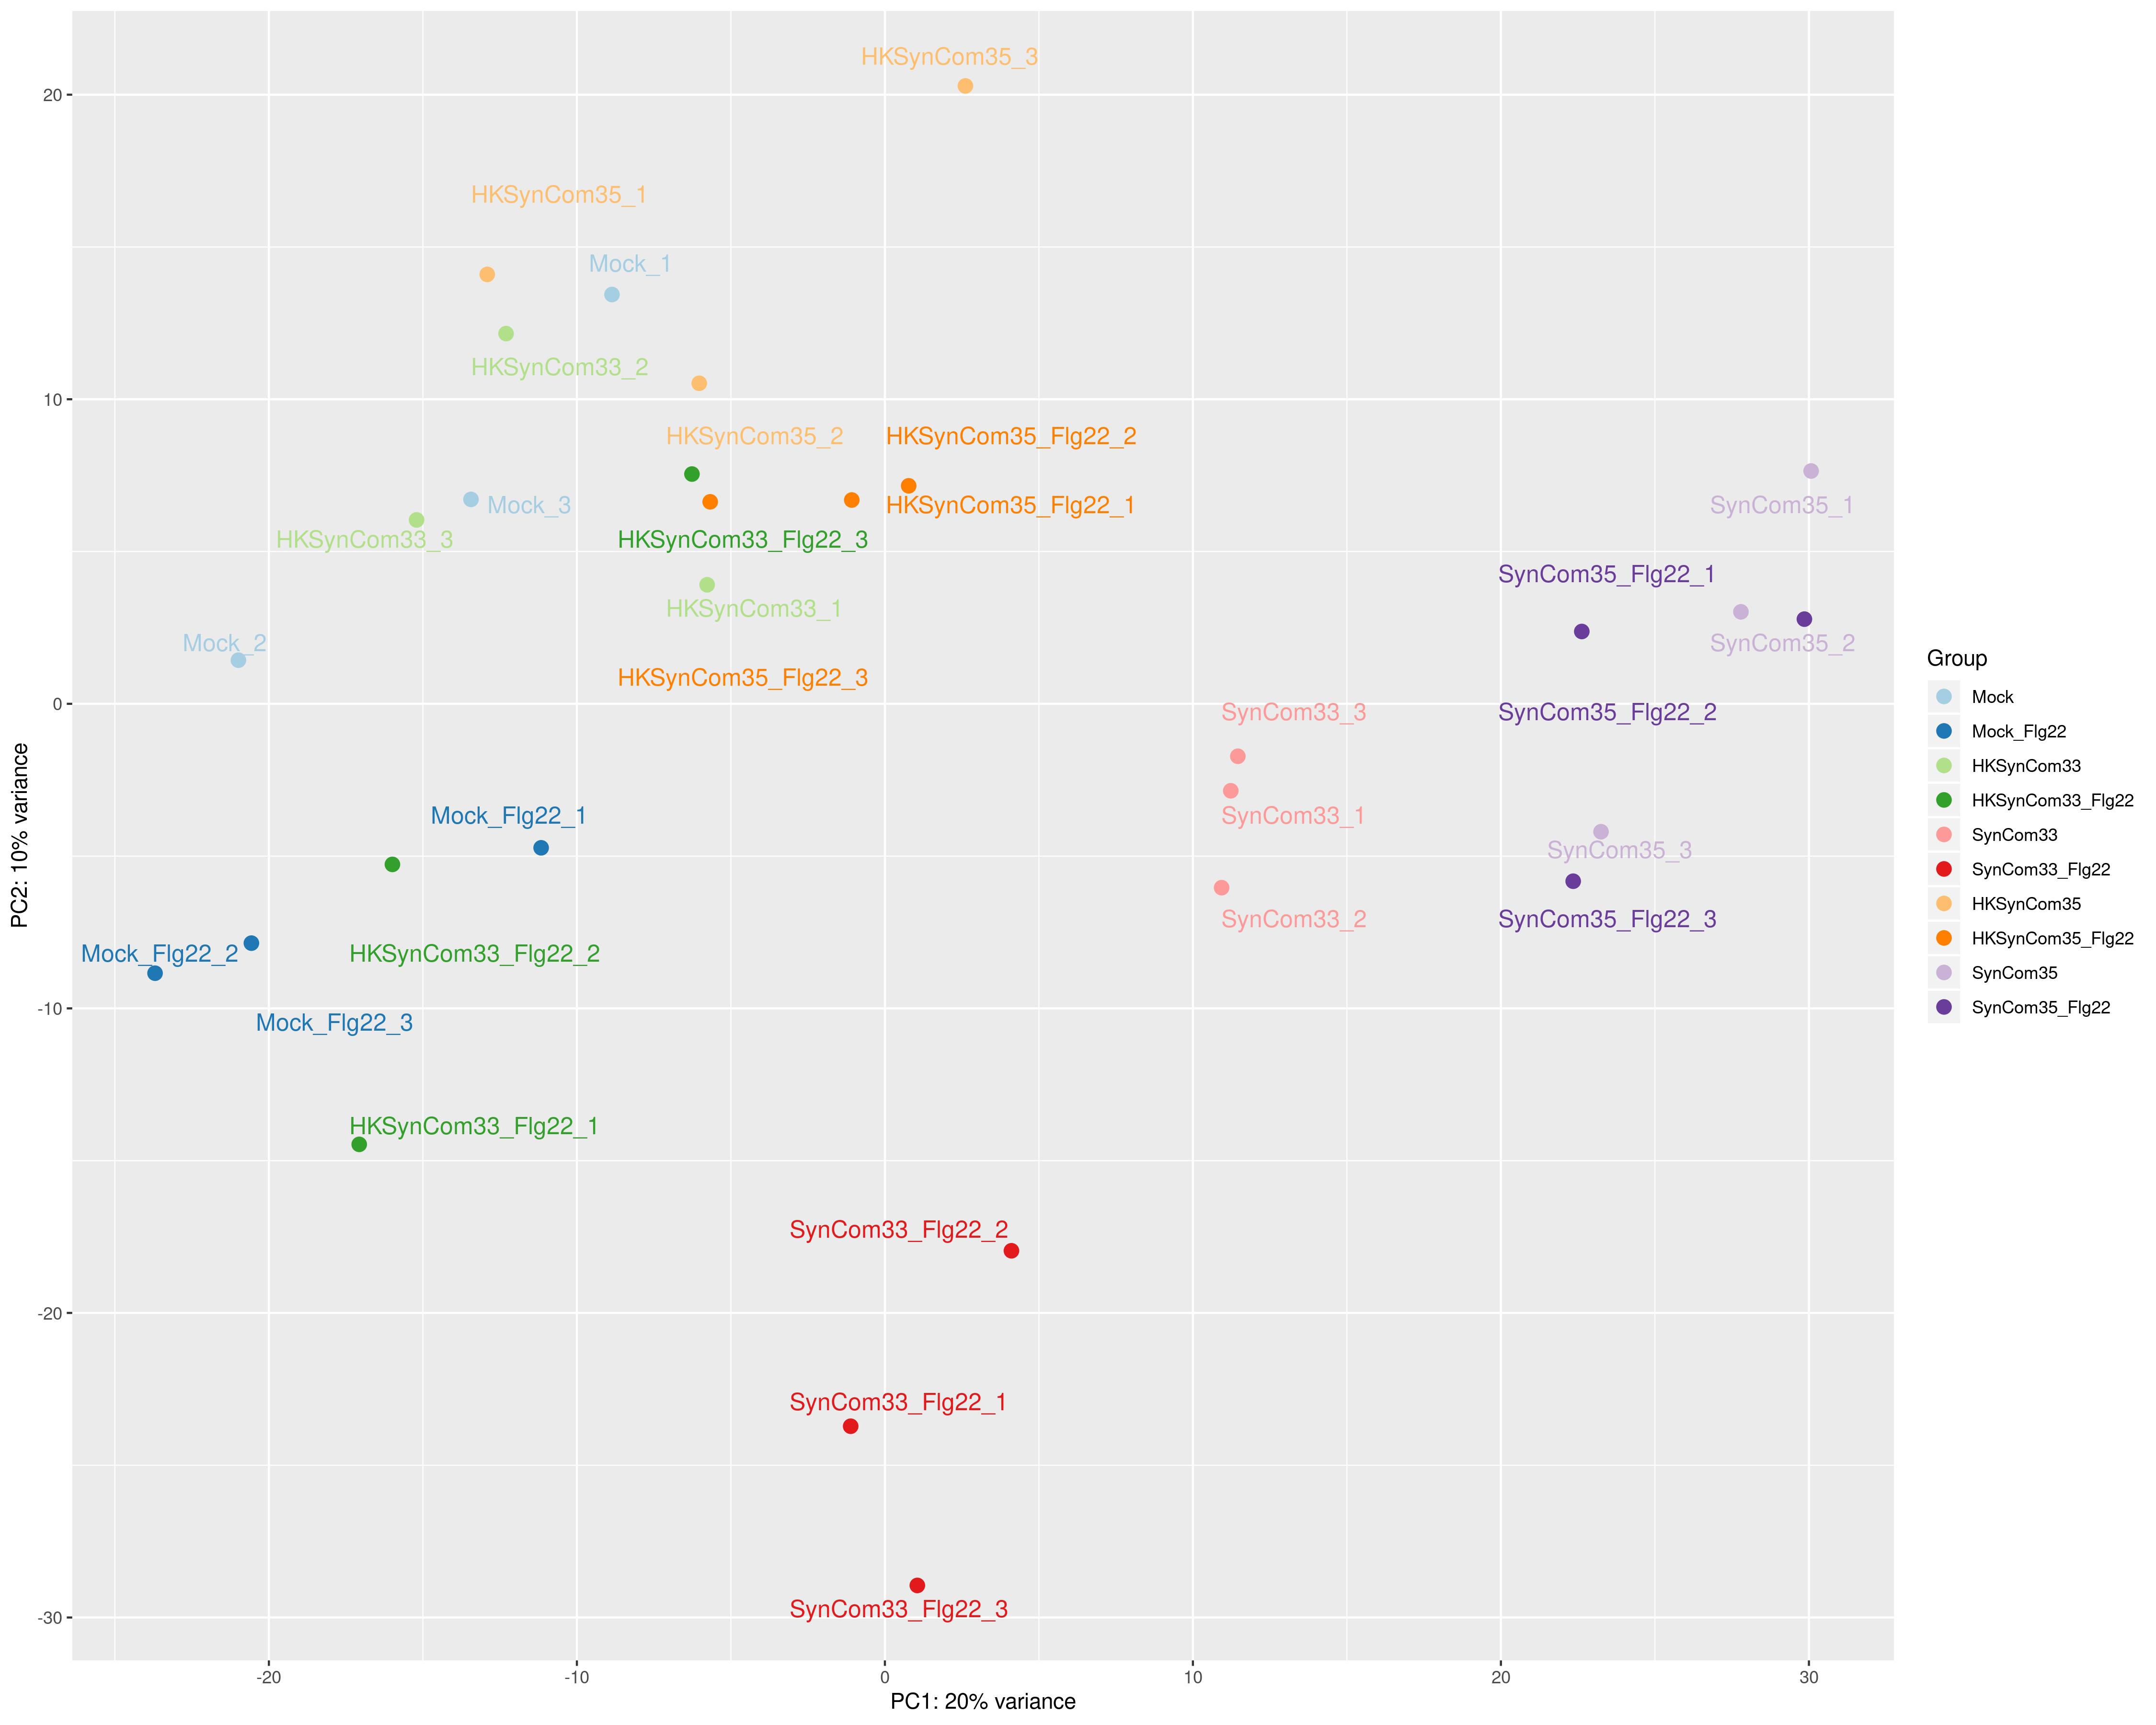 HKSynCom35_3
20
HKSynCom35_1
Mock_1
HKSynCom33_2
10
HKSynCom35_2
HKSynCom35_Flg22_2
Mock_3
HKSynCom35_Flg22_1
SynCom35_1
HKSynCom33_3
HKSynCom33_Flg22_3
SynCom35_Flg22_1
HKSynCom33_1
Mock_2
SynCom35_2
HKSynCom35_Flg22_3
0
SynCom33_3
SynCom35_Flg22_2
Mock_Flg22_1
SynCom33_1
SynCom35_3
SynCom33_2
SynCom35_Flg22_3
Mock_Flg22_2
HKSynCom33_Flg22_2
-10
Mock_Flg22_3
HKSynCom33_Flg22_1
SynCom33_Flg22_2
-20
SynCom33_Flg22_1
SynCom33_Flg22_3
-30
-20
-10
0
10
20
30
PC1: 20% variance
PC2: 10% variance
Group
Mock
Mock_Flg22
HKSynCom33
HKSynCom33_Flg22
SynCom33
SynCom33_Flg22
HKSynCom35
HKSynCom35_Flg22
SynCom35
SynCom35_Flg22